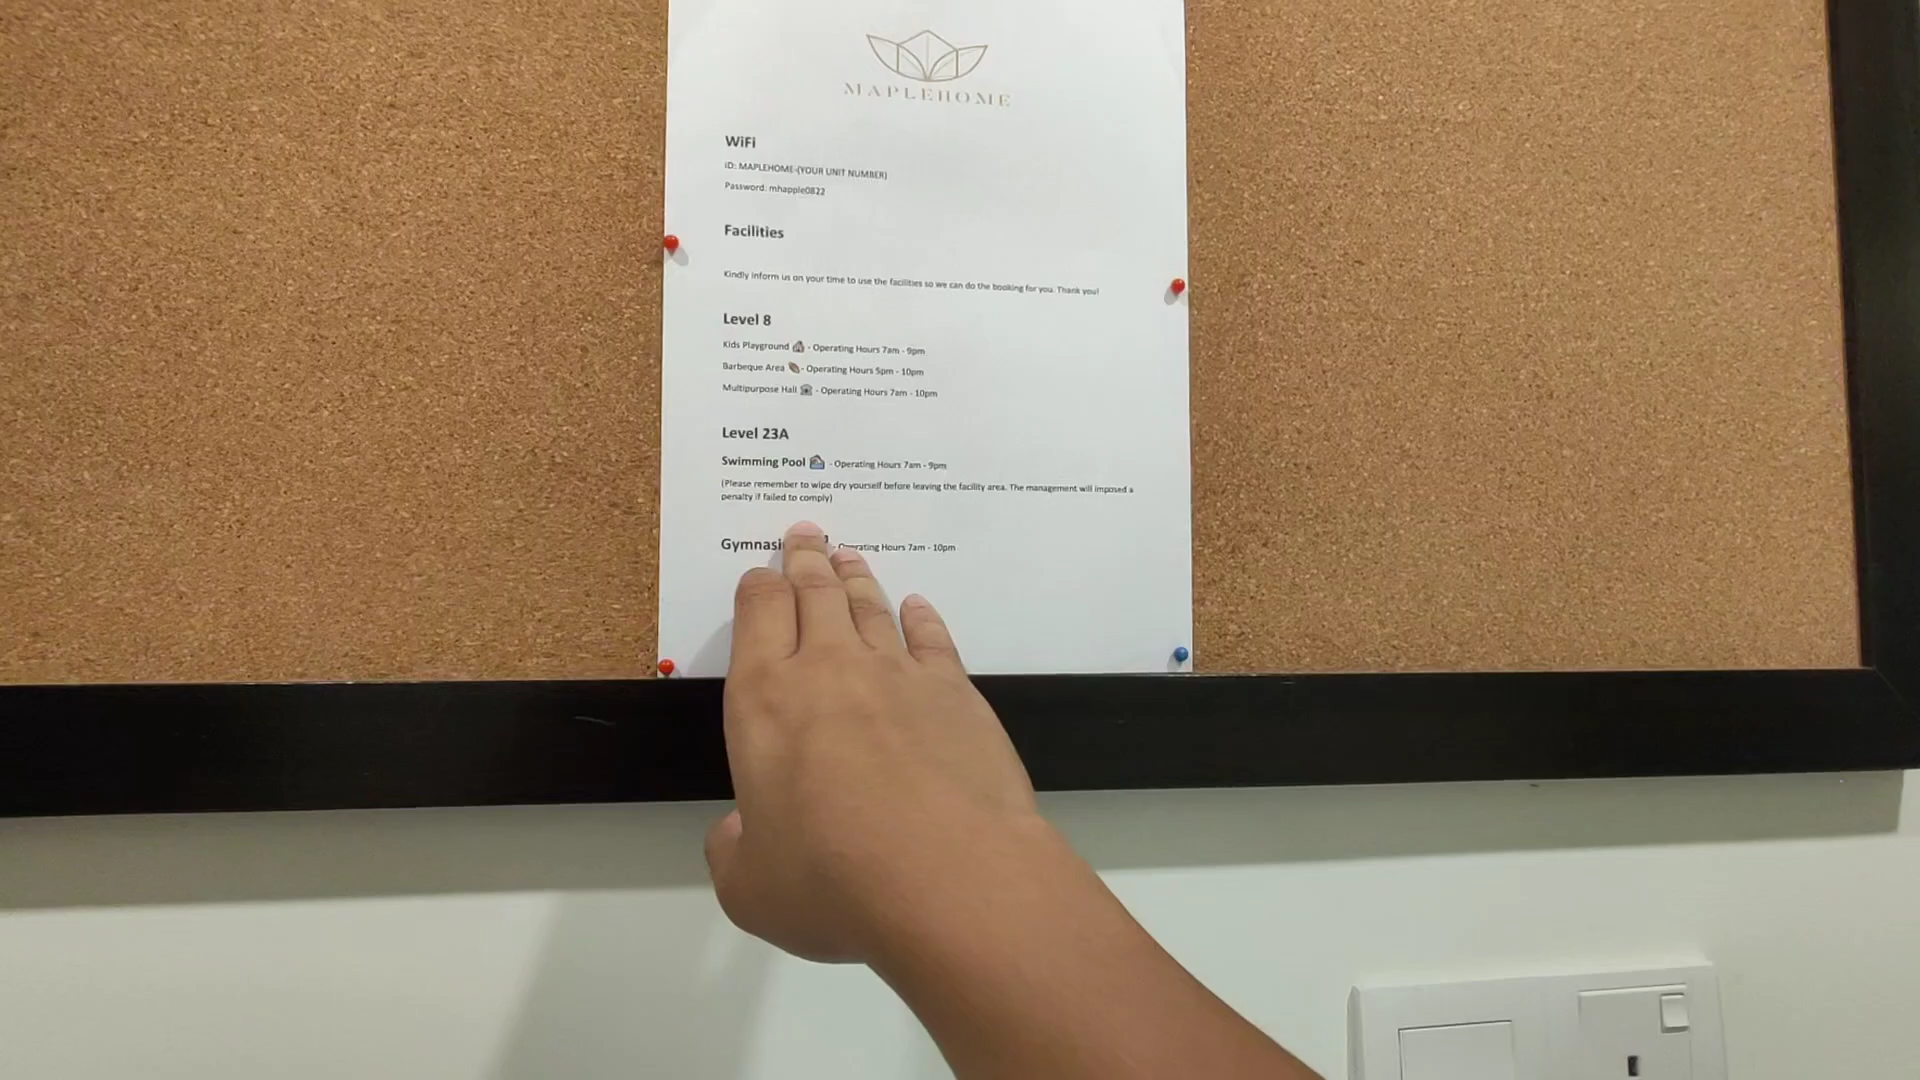 MAPLEHOME
WiFi
ID: MAPLEHOME-(YOUR UNIT NUMBER)
Password: mhapple0822
Facilities
Kindly inform us on your time to use the facilities so we can do the booking for you. Thank you!
Level 8
Kids Playground - Operating Hours 7am - 9pm
Barbeque Area - Operating Hours 5pm - 10pm
Multipurpose Hall - Operating Hours 7am - 10pm
Level 23A
Swimming Pool - Operating Hours 7am - 9pm
(Please remember to wipe dry yourself before leaving the facility area. The management will imposed a
penalty if failed to comply)
- Operating Hours 7am - 10pm